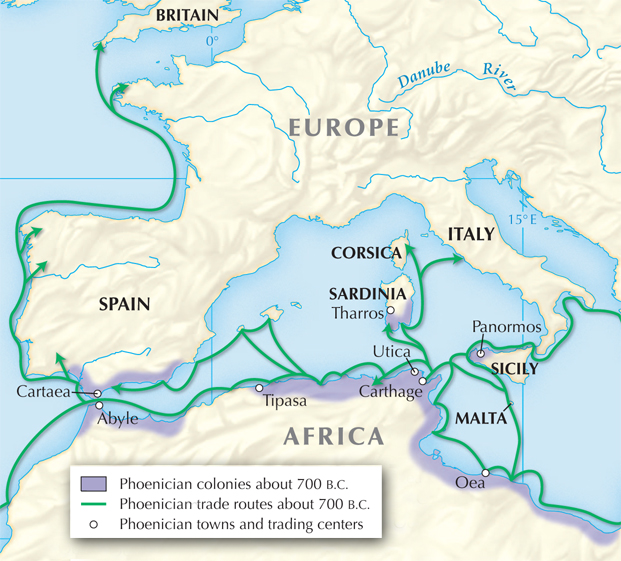 BRITAIN
0°
Danube River
EUROPE
15°E
ITALY
CORSICA
SPAIN
SARDINIA
Tharros
Panormos
Utica
SICILY
Cartaea
Carthage
Tipasa
Abyle
MALTA
AFRICA
Oea
Phoenician colonies about 700 B.C.
Phoenician trade routes about 700 B.C.
Phoenician towns and trading centers